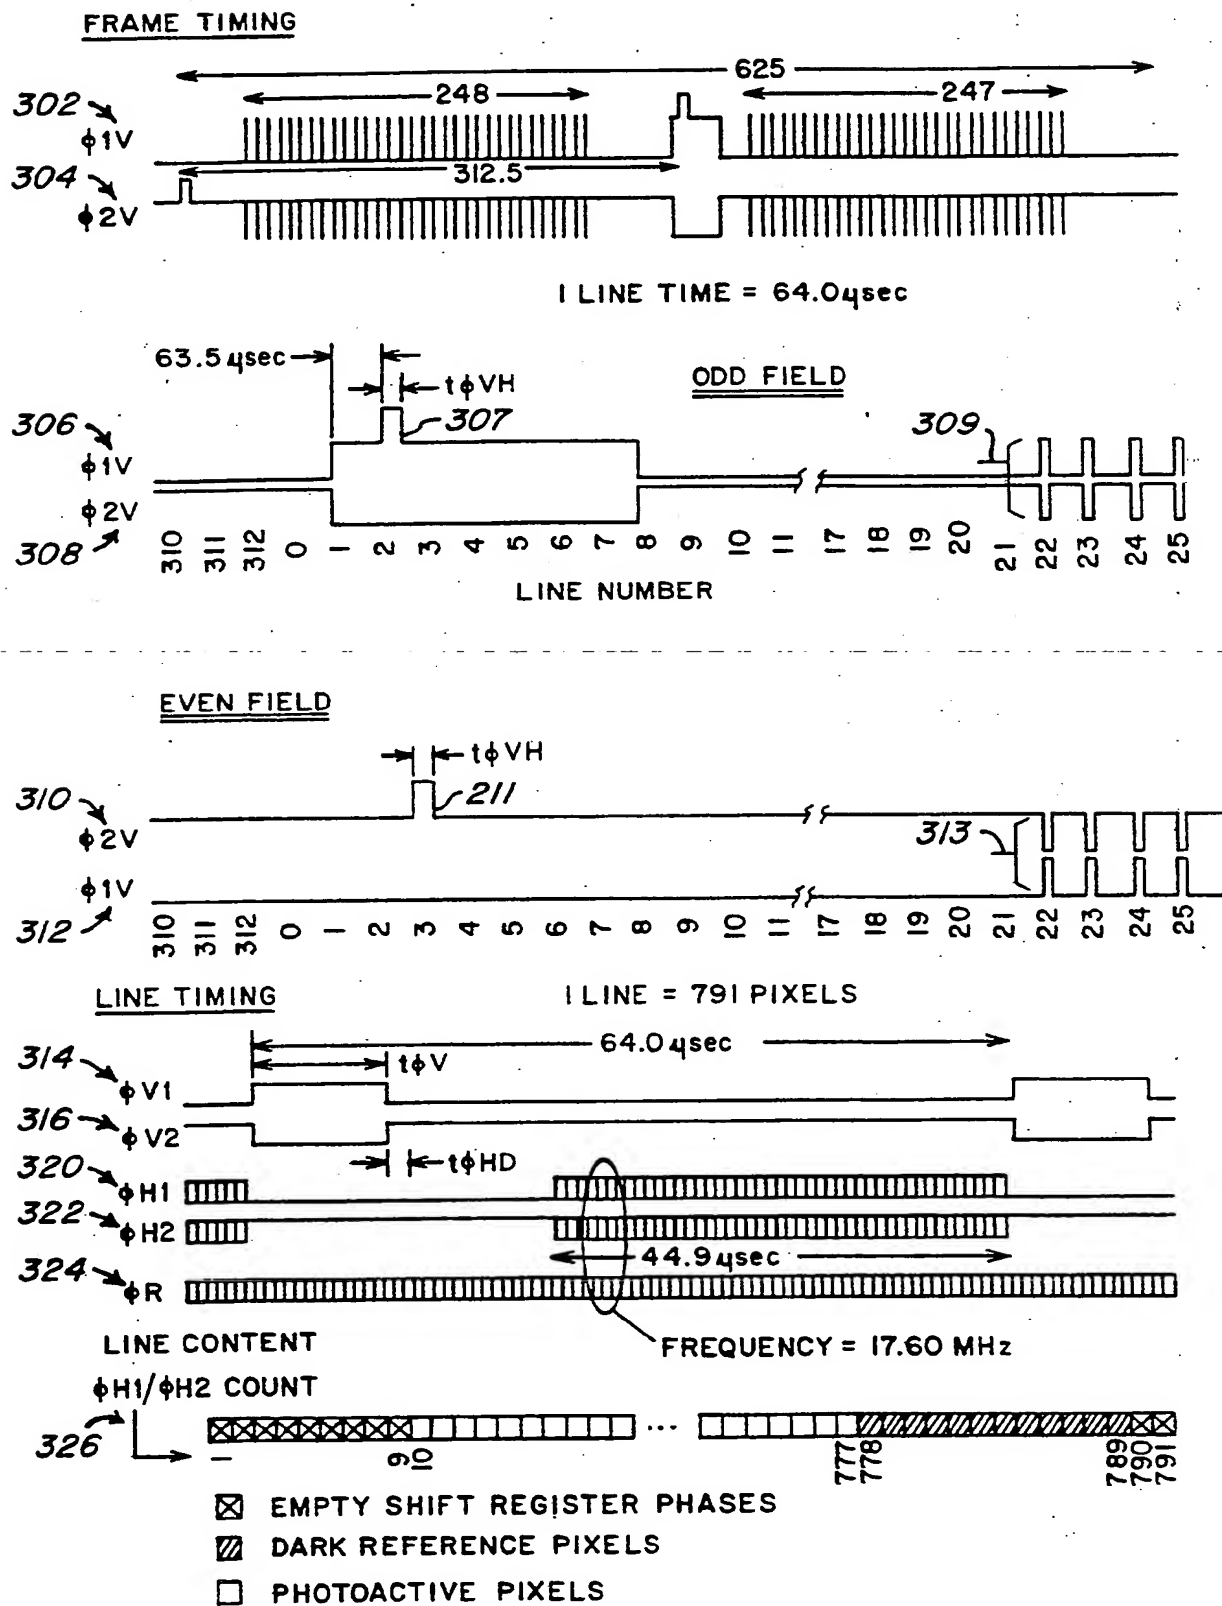 FRAME TIMING
625
248
247
302
ϕ1V
312.5
304
ϕ2V
1 LINE TIME = 64.0μsec
63.5μsec
tϕVH
ODD FIELD
307
309
306
ϕ1V
ϕ2V
308
310 311 312 0 1 2 3 4 5 6 7 8 9 10 11 17 18 19 20 21 22 23 24 25
LINE NUMBER
EVEN FIELD
tϕVH
211
310
ϕ2V
313
ϕ1V
312
310 311 312 0 1 2 3 4 5 6 7 8 9 10 11 17 18 19 20 21 22 23 24 25
LINE TIMING
1 LINE = 791 PIXELS
64.0μsec
314
tϕV
ϕV1
316
ϕV2
tϕHD
320
ϕH1
322
ϕH2
44.9μsec
324
ϕR
LINE CONTENT
FREQUENCY = 17.60 MHz
ϕH1/ϕH2 COUNT
326
1 9 10 777 778 789 790 791
EMPTY SHIFT REGISTER PHASES
DARK REFERENCE PIXELS
PHOTOACTIVE PIXELS